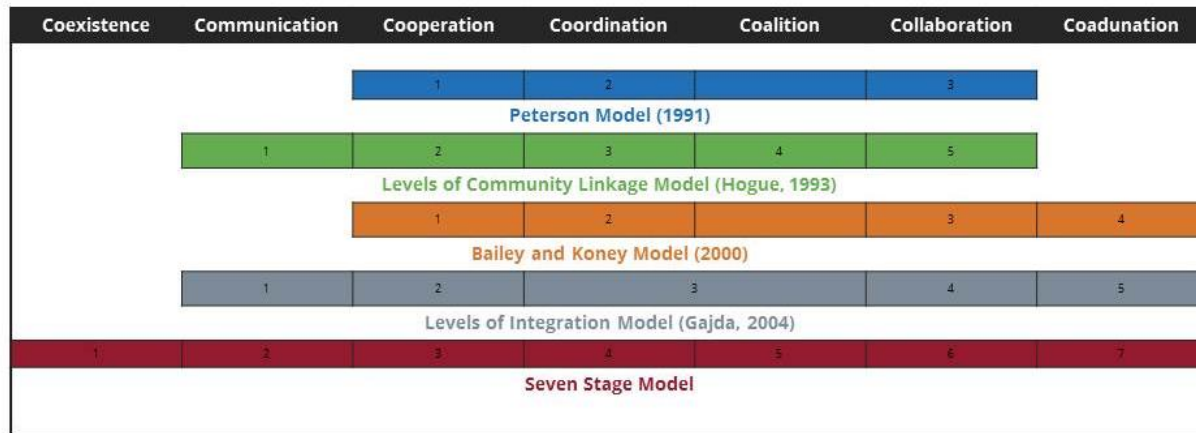 Coexistence Communication Cooperation Coordination Coalition Collaboration Coadunation
1 2 3
Peterson Model (1991)
1 2 3 4 5
Levels of Community Linkage Model (Hogue, 1993)
1 2 3 4
Bailey and Koney Model (2000)
1 2 3 4 5
Levels of Integration Model (Gajda, 2004)
1 2 3 4 5 6 7
Seven Stage Model